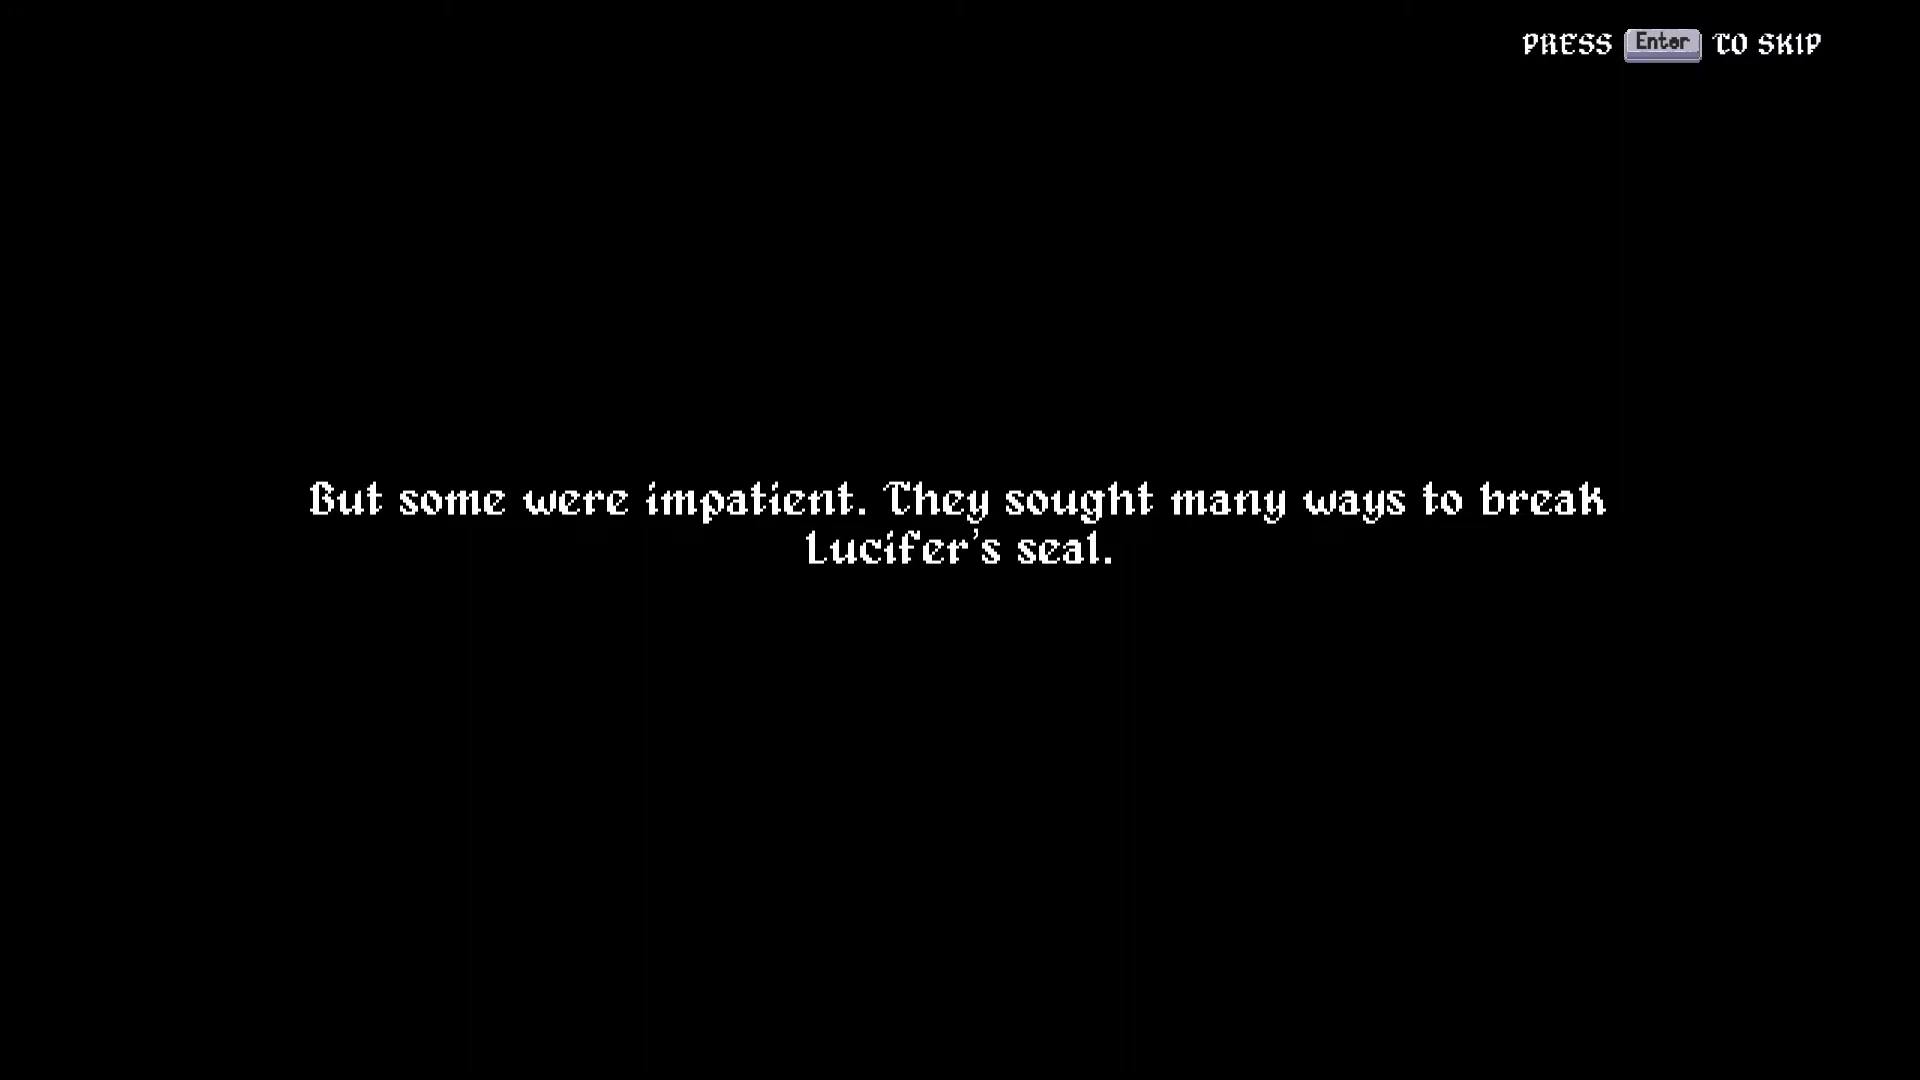 PRESS Enter TO SKIP
But some were impatient. They sought many ways to break
Lucifer's seal.